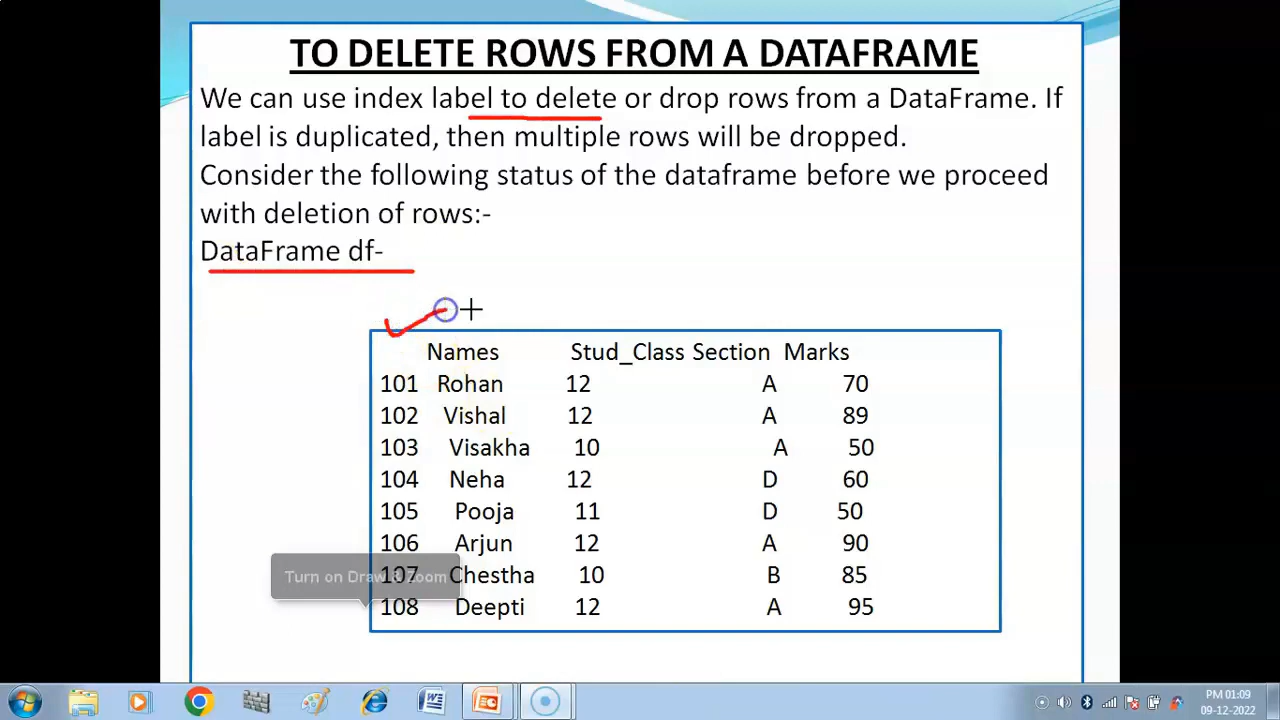 TO DELETE ROWS FROM A DATAFRAME
We can use index label to delete or drop rows from a DataFrame. If
label is duplicated, then multiple rows will be dropped.
Consider the following status of the dataframe before we proceed
with deletion of rows:-
DataFrame df-
Names Stud_Class Section Marks
101 Rohan 12 A 70
102 Vishal 12 A 89
103 Visakha 10 A 50
104 Neha 12 D 60
105 Pooja 11 D 50
106 Arjun 12 A 90
107 Chestha 10 B 85
108 Deepti 12 A 95
Turn on Draw & Zoom
PM 01:09
09-12-2022